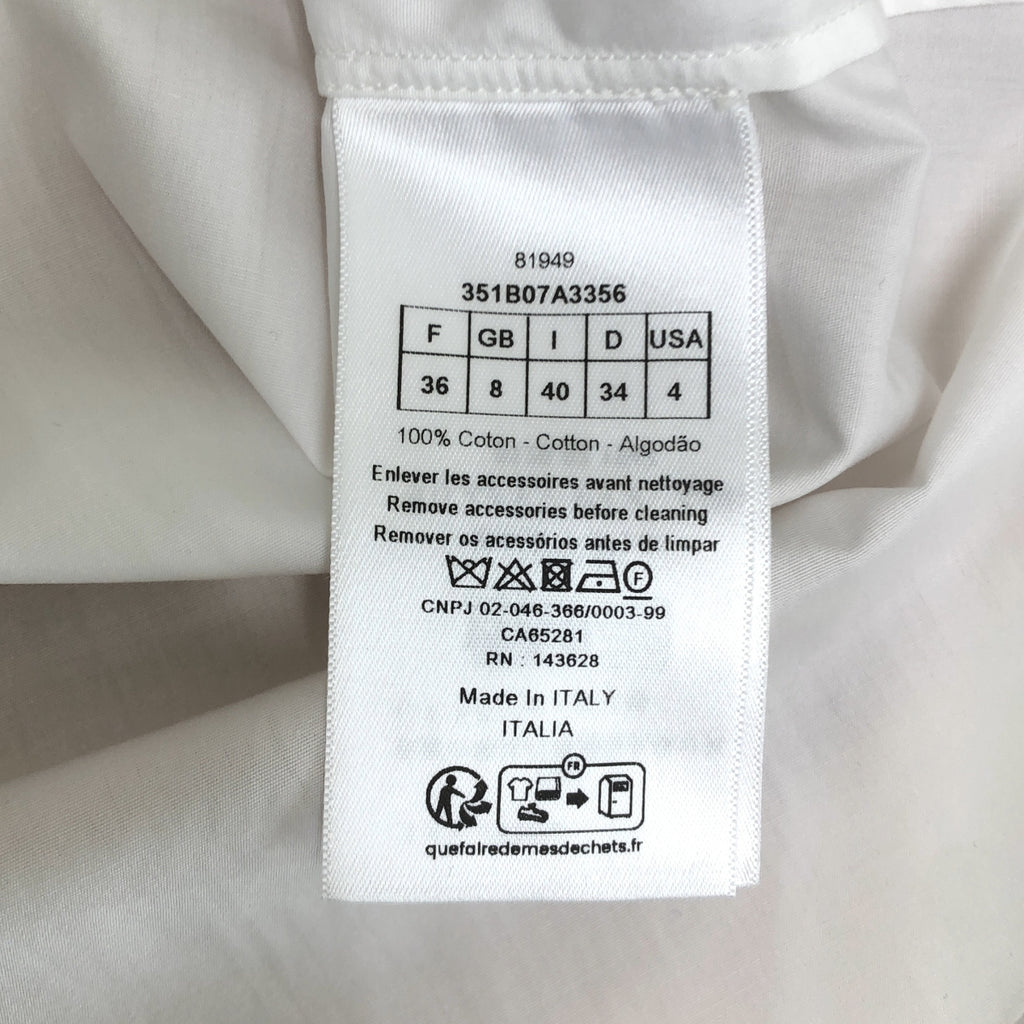 81949
351B07A3356
F GB I D USA
36 8 40 34 4
100% Coton - Cotton - Algodão
Enlever les accessoires avant nettoyage
Remove accessories before cleaning
Remover os acessórios antes de limpar
F
CNPJ 02-046-366/0003-99
CA65281
RN : 143628
Made In ITALY
ITALIA
FR
quefairedemesdechets.fr